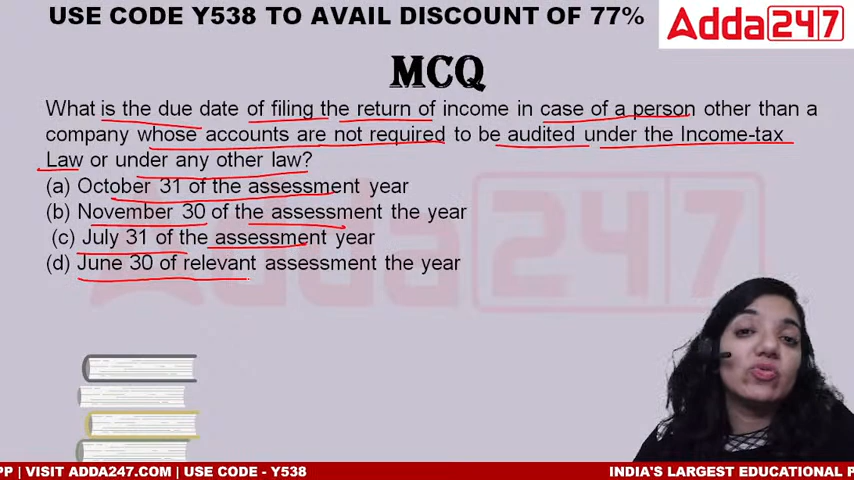 USE CODE Y538 TO AVAIL DISCOUNT OF 77%
Adda247
MCQ
What is the due date of filing the return of income in case of a person other than a
company whose accounts are not required to be audited under the Income-tax
Law or under any other law?
(a) October 31 of the assessment year
(b) November 30 of the assessment the year
(c) July 31 of the assessment year
(d) June 30 of relevant assessment the year
Adda247
PP | VISIT ADDA247.COM | USE CODE - Y538
INDIA'S LARGEST EDUCATIONAL P